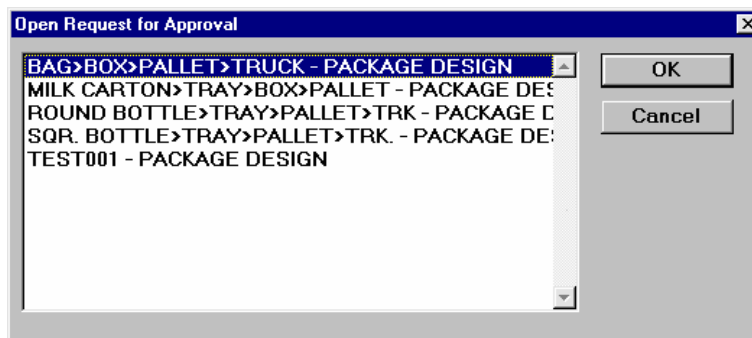 Open Request for Approval
BAG>BOX>PALLET>TRUCK - PACKAGE DESIGN
MILK CARTON>TRAY>BOX>PALLET - PACKAGE DES
ROUND BOTTLE>TRAY>PALLET>TRK - PACKAGE D
SQR. BOTTLE>TRAY>PALLET>TRK. - PACKAGE DE
TEST001 - PACKAGE DESIGN
OK
Cancel